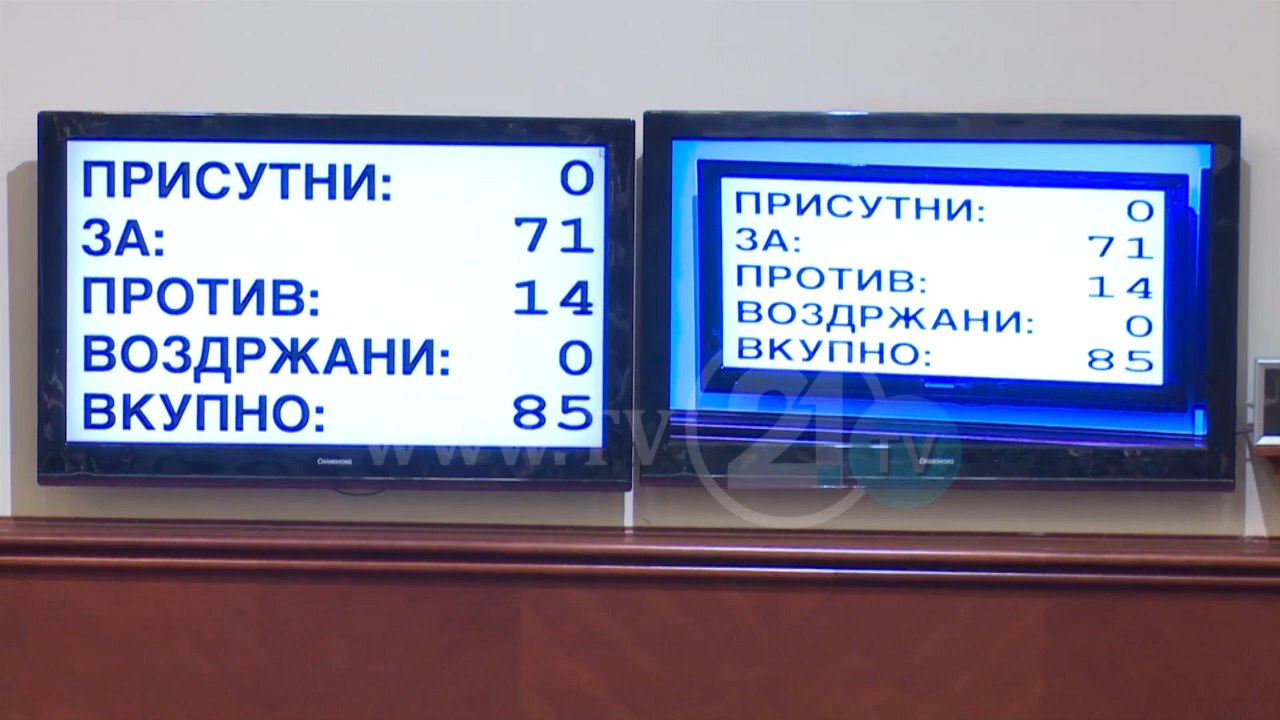 ПРИСУТНИ: 0
ЗА: 71
ПРОТИВ: 14
ВОЗДРЖАНИ: 0
ВКУПНО: 85
ПРИСУТНИ: 0
ЗА: 71
ПРОТИВ: 14
ВОЗДРЖАНИ: 0
ВКУПНО: 85
www.TV21.TV